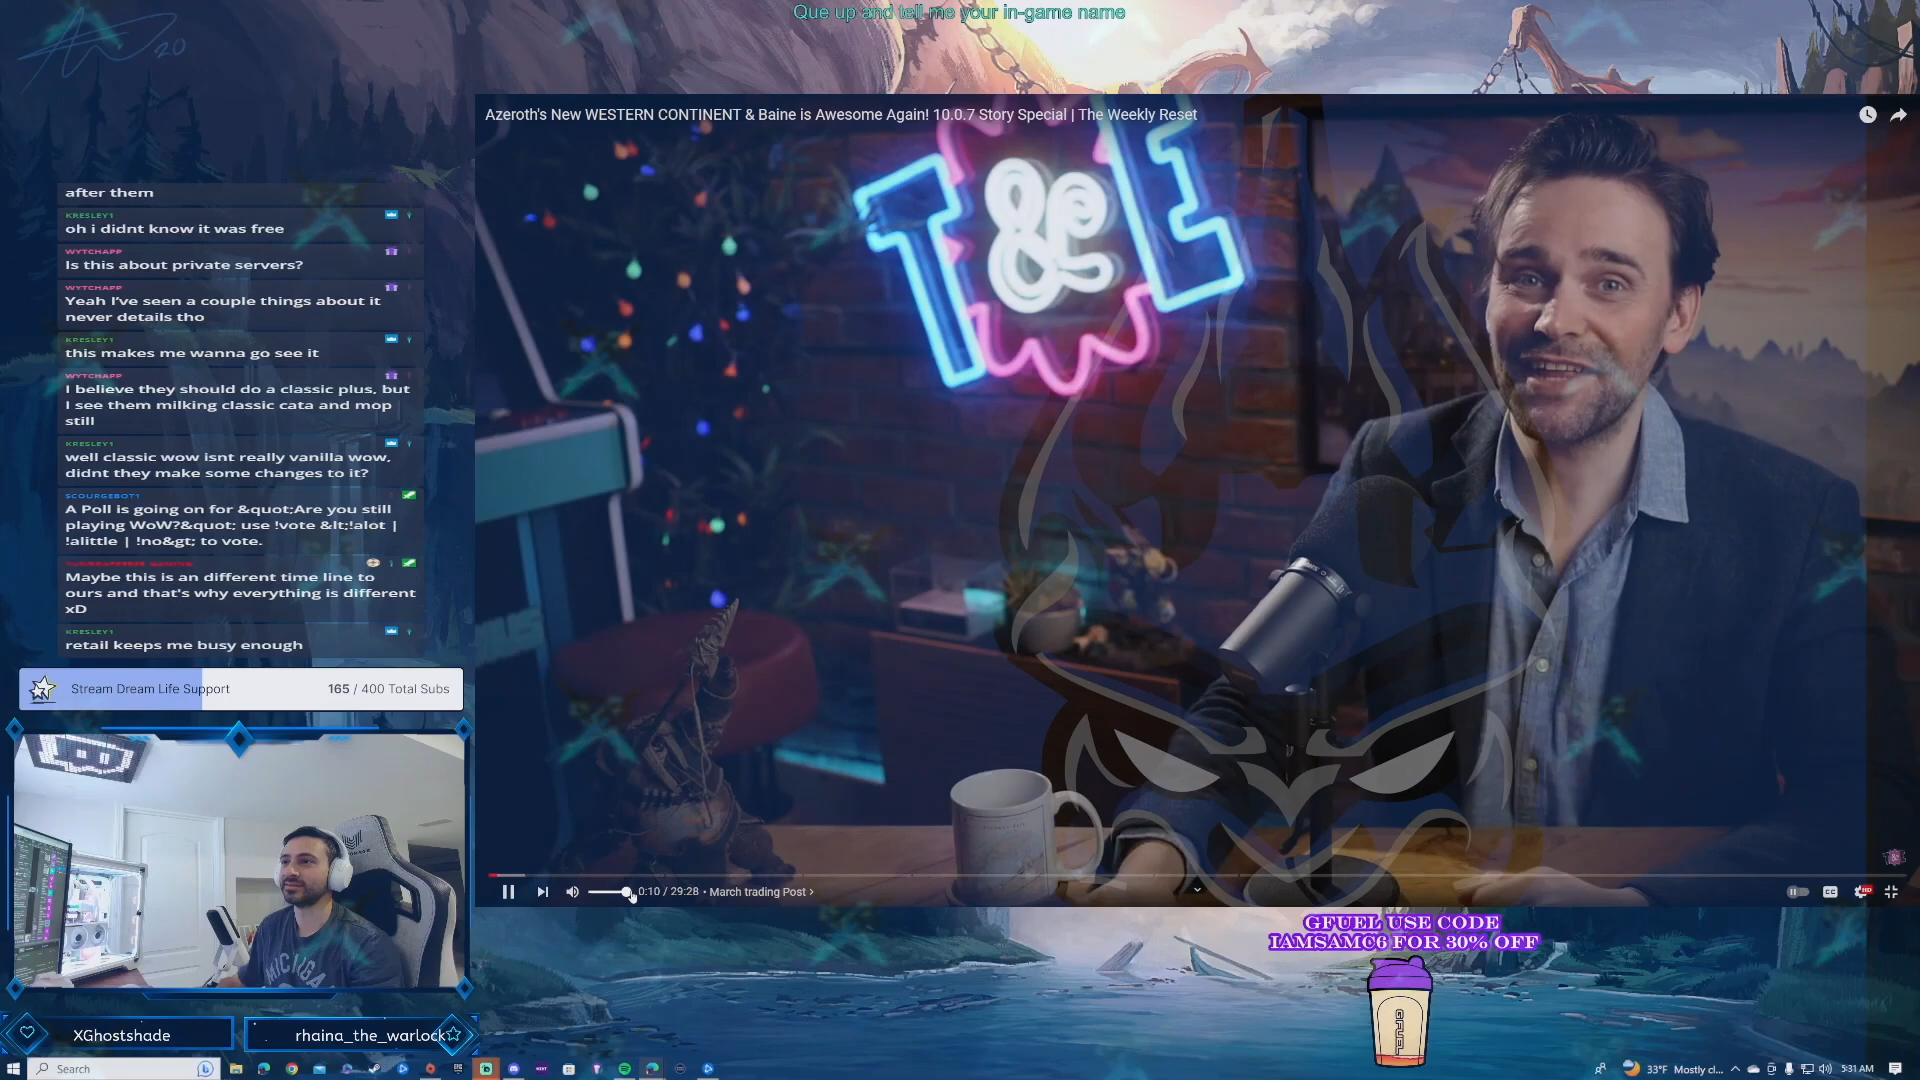 Que up and tell me your in-game name
20
Azeroth's New WESTERN CONTINENT & Baine is Awesome Again! 10.0.7 Story Special | The Weekly Reset
T&E
after them
KRESLEY1
oh i didnt know it was free
WYTCHAPP
Is this about private servers?
WYTCHAPP
Yeah I've seen a couple things about it
never details tho
KRESLEY1
this makes me wanna go see it
WYTCHAPP
I believe they should do a classic plus, but
I see them milking classic cata and mop
still
KRESLEY1
well classic wow isnt really vanilla wow,
didnt they make some changes to it?
SCOURGEBOT1
A Poll is going on for &quot;Are you still
playing WoW?&quot; use !vote &lt;!alot |
!alittle | !no&gt; to vote.
Maybe this is an different time line to
ours and that's why everything is different
xD
KRESLEY1
retail keeps me busy enough
Stream Dream Life Support 165 / 400 Total Subs
0:10 / 29:28 • March trading Post ›
CC
HD
GFUEL USE CODE
IAMSAMC6 FOR 30% OFF
GFUEL
XGhostshade
rhaina_the_warlock
Search
33°F Mostly cl...
5:31 AM